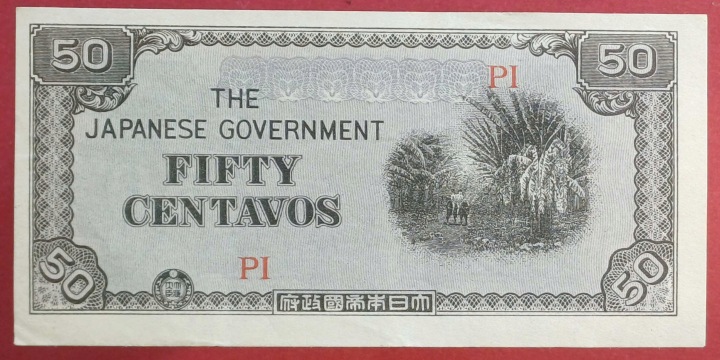 50
50
PI
THE
JAPANESE GOVERNMENT
FIFTY
CENTAVOS
PI
50
50
大日本帝國政府